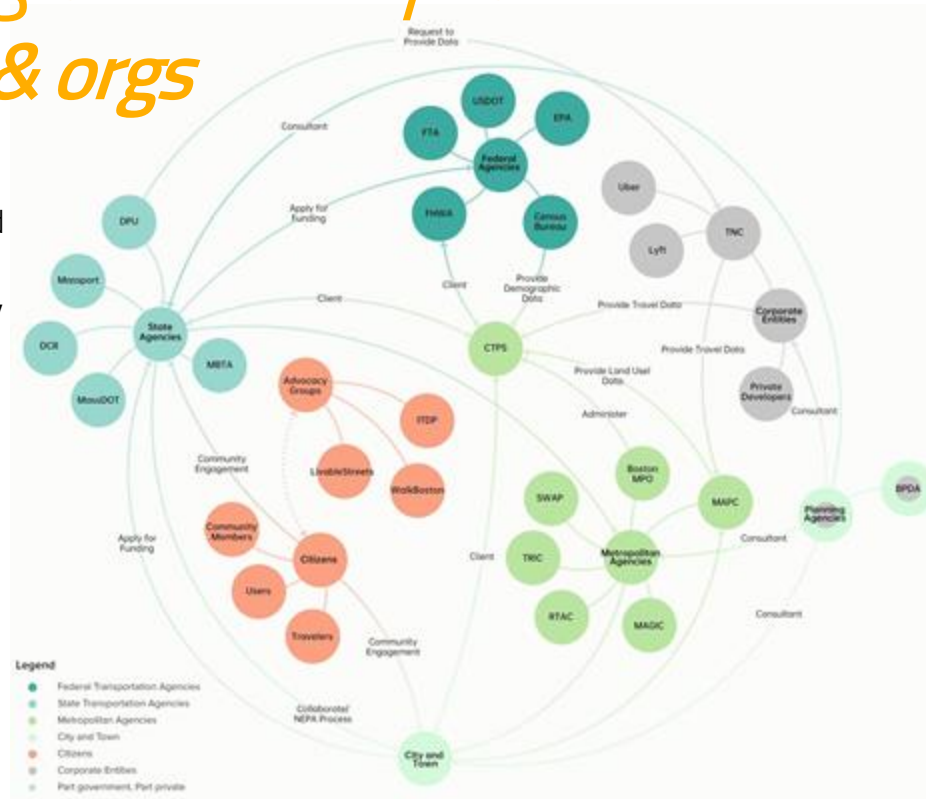 & orgs
Request to
Provide Data
Consultant
USDOT
FTA
EPA
Federal
Agencies
FHWA
Census
Bureau
Apply for
Funding
Uber
Lyft
TNC
DPU
Massport
DCR
MassDOT
MBTA
State
Agencies
Client
Client
Provide
Demographic
Data
Provide Travel Data
Corporate
Entities
CTPS
Provide Travel Data
Provide Land Use/
Data
Private
Developers
Consultant
Administer
Advocacy
Groups
ITDP
LivableStreets
WalkBoston
Community
Engagement
Boston
MPO
SWAP
MAPC
BPDA
Planning
Agencies
Community
Members
Citizens
Users
Travelers
Apply for
Funding
Client
TRIC
Metropolitan
Agencies
Consultant
RTAC
MAGIC
Consultant
Community
Engagement
Collaborate/
NEPA Process
City and
Town
Legend
Federal Transportation Agencies
State Transportation Agencies
Metropolitan Agencies
City and Town
Citizens
Corporate Entities
Part government, Part private